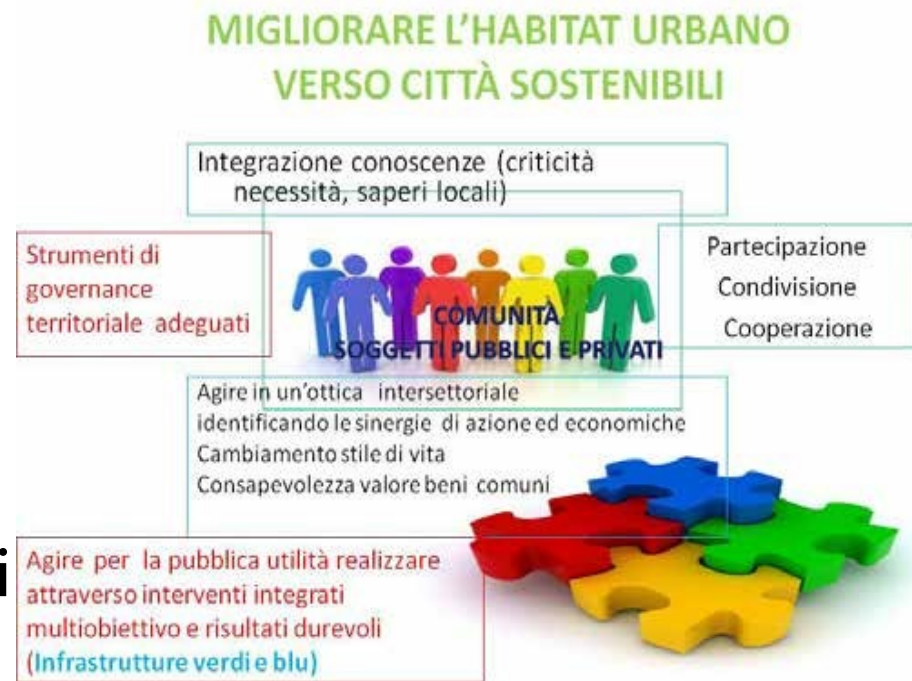 MIGLIORARE L'HABITAT URBANO
VERSO CITTÀ SOSTENIBILI
Integrazione conoscenze (criticità
necessità, saperi locali)
Strumenti di
governance
territoriale adeguati
Partecipazione
Condivisione
Cooperazione
COMUNITÀ
SOGGETTI PUBBLICI E PRIVATI
Agire in un'ottica intersettoriale
identificando le sinergie di azione ed economiche
Cambiamento stile di vita
Consapevolezza valore beni comuni
i
Agire per la pubblica utilità realizzare
attraverso interventi integrati
multiobiettivo e risultati durevoli
(Infrastrutture verdi e blu)